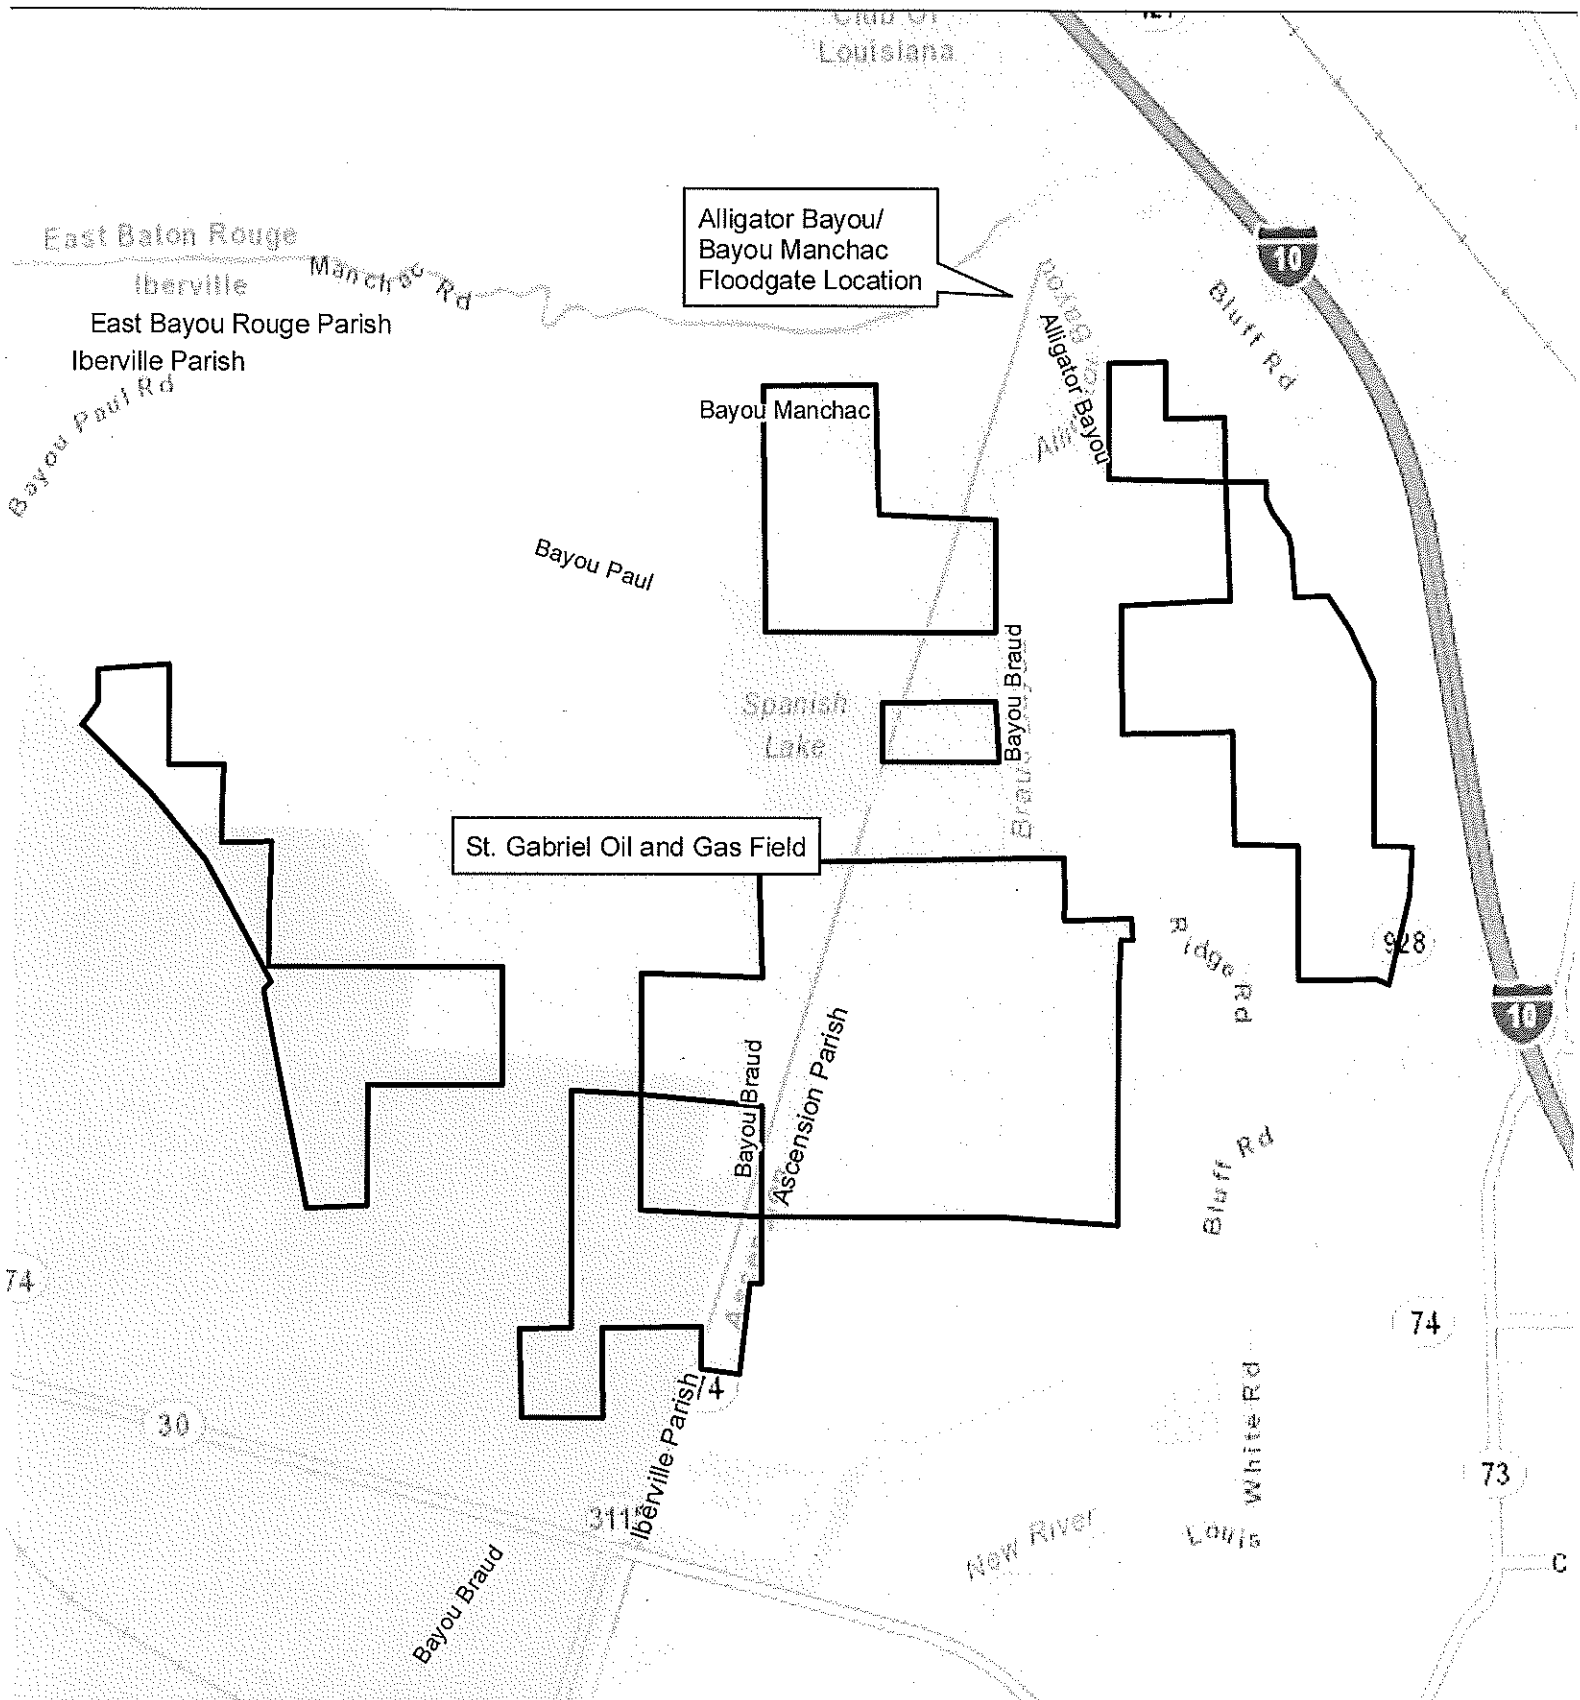 Club Of
Louisiana
East Baton Rouge
Iberville
Manchac Rd
East Bayou Rouge Parish
Iberville Parish
Bayou Paul Rd
Alligator Bayou/
Bayou Manchac
Floodgate Location
10
Bluff Rd
Alligator Bayou
Bayou Manchac
Bayou Paul
Spanish
Lake
Bayou Braud
St. Gabriel Oil and Gas Field
Ridge Rd
928
10
Bayou Braud
Ascension Parish
Bluff Rd
74
74
Iberville Parish
30
White Rd
Louis
73
New River
C
Bayou Braud